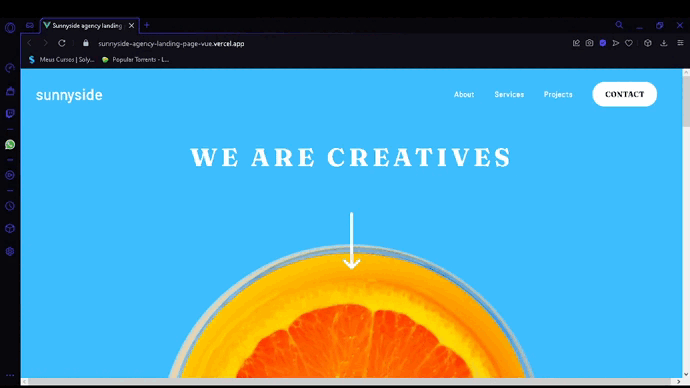 Sunnyside agency landing
sunnyside-agency-landing-page-vue.vercel.app
Meus Cursos | Soly...
Popular Torrents - L...
sunnyside
About
Services
Projects
CONTACT
WE ARE CREATIVES